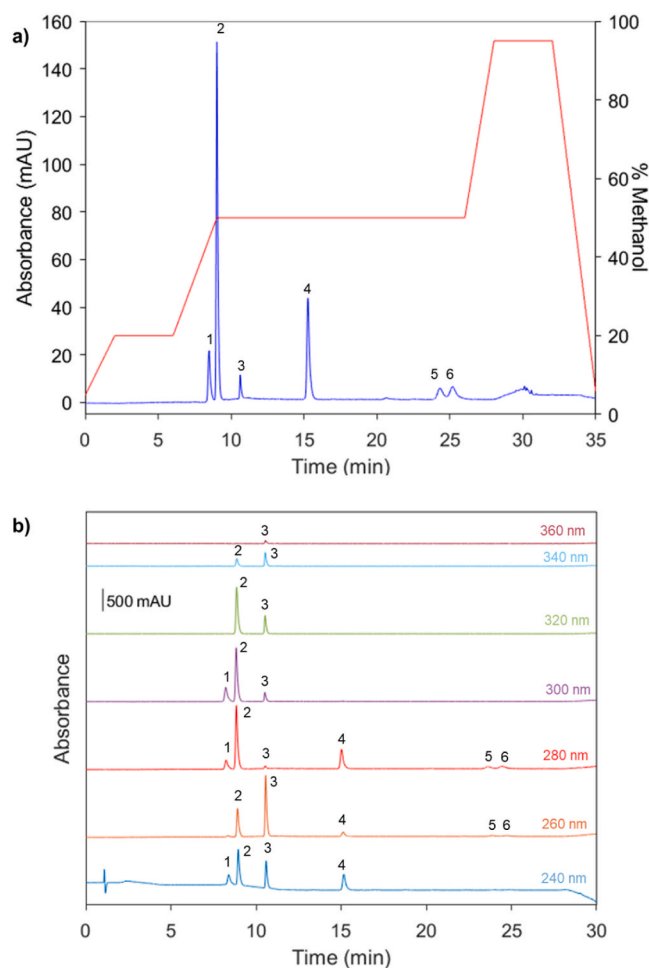 a)
Absorbance (mAU)
160
140
120
100
80
60
40
20
0
1
2
3
4
5 6
100
80
60
40
20
0
% Methanol
0 5 10 15 20 25 30 35
Time (min)
b)
Absorbance
500 mAU
3
360 nm
2 3
340 nm
2 3
320 nm
1 2 3
300 nm
1 2 3 4 5 6
280 nm
2 3 4 5 6
260 nm
1 2 3 4
240 nm
0 5 10 15 20 25 30
Time (min)